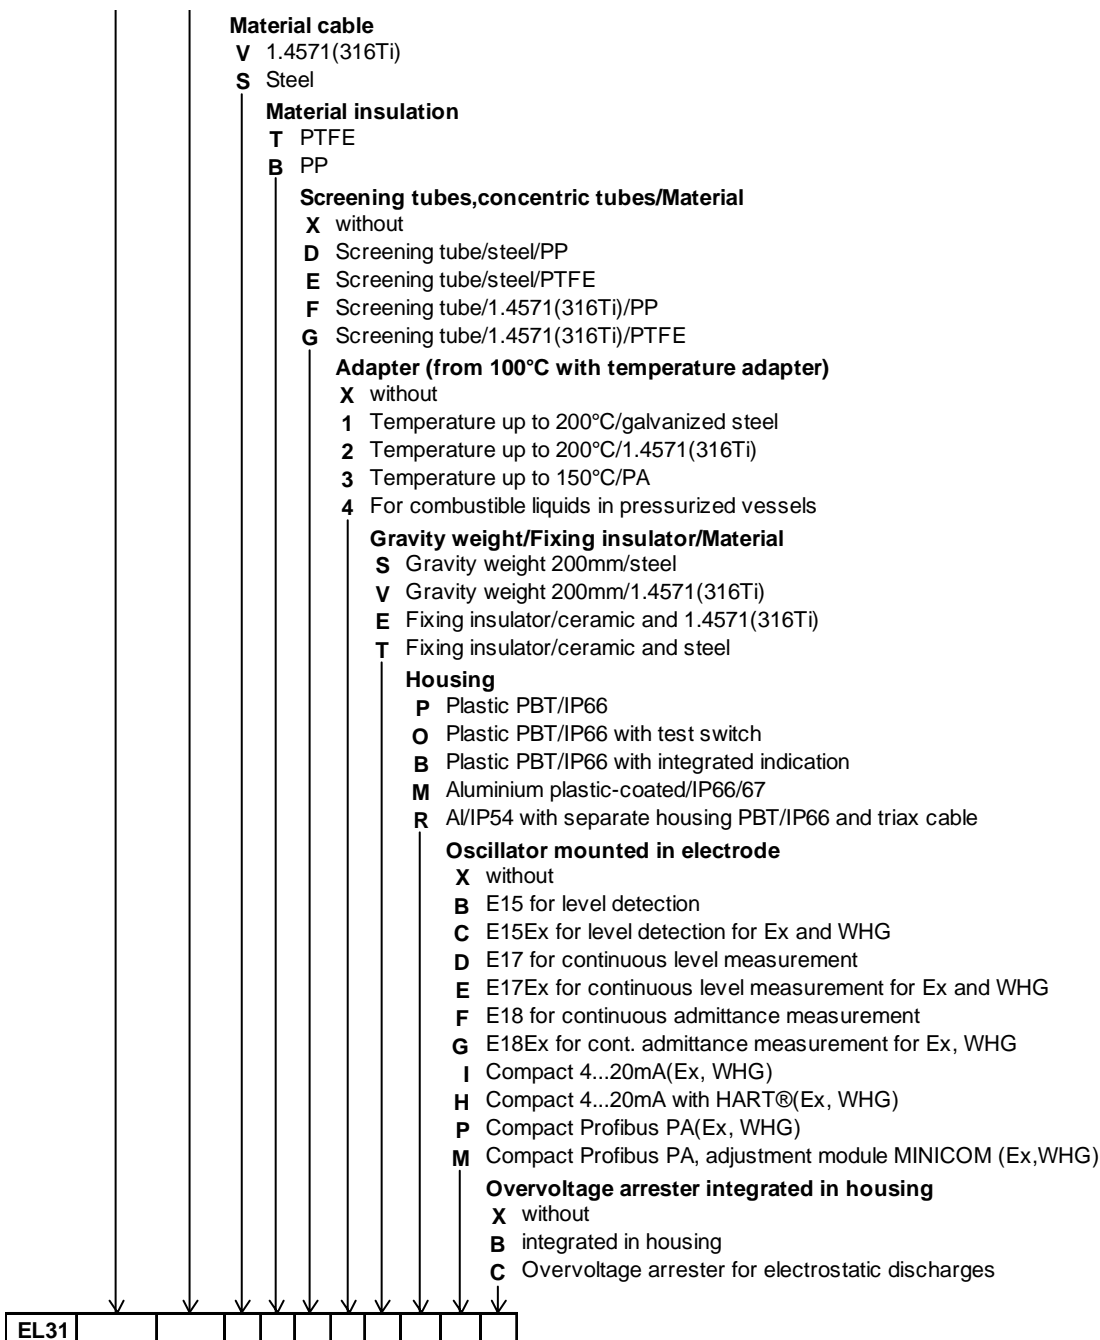 Material cable
V 1.4571(316Ti)
S Steel
Material insulation
T PTFE
B PP
Screening tubes,concentric tubes/Material
X without
D Screening tube/steel/PP
E Screening tube/steel/PTFE
F Screening tube/1.4571(316Ti)/PP
G Screening tube/1.4571(316Ti)/PTFE
Adapter (from 100°C with temperature adapter)
X without
1 Temperature up to 200°C/galvanized steel
2 Temperature up to 200°C/1.4571(316Ti)
3 Temperature up to 150°C/PA
4 For combustible liquids in pressurized vessels
Gravity weight/Fixing insulator/Material
S Gravity weight 200mm/steel
V Gravity weight 200mm/1.4571(316Ti)
E Fixing insulator/ceramic and 1.4571(316Ti)
T Fixing insulator/ceramic and steel
Housing
P Plastic PBT/IP66
O Plastic PBT/IP66 with test switch
B Plastic PBT/IP66 with integrated indication
M Aluminium plastic-coated/IP66/67
R Al/IP54 with separate housing PBT/IP66 and triax cable
Oscillator mounted in electrode
X without
B E15 for level detection
C E15Ex for level detection for Ex and WHG
D E17 for continuous level measurement
E E17Ex for continuous level measurement for Ex and WHG
F E18 for continuous admittance measurement
G E18Ex for cont. admittance measurement for Ex, WHG
I Compact 4...20mA(Ex, WHG)
H Compact 4...20mA with HART®(Ex, WHG)
P Compact Profibus PA(Ex, WHG)
M Compact Profibus PA, adjustment module MINICOM (Ex,WHG)
Overvoltage arrester integrated in housing
X without
B integrated in housing
C Overvoltage arrester for electrostatic discharges
EL31